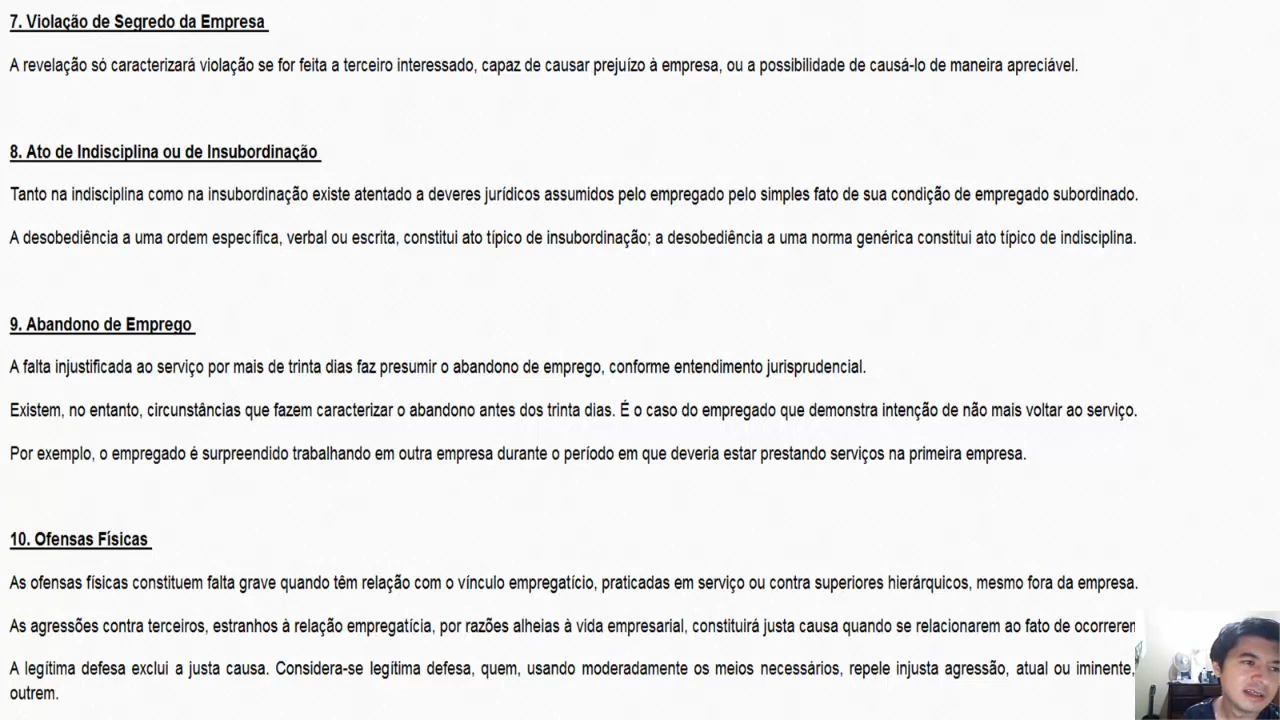 7. Violação de Segredo da Empresa
A revelação só caracterizará violação se for feita a terceiro interessado, capaz de causar prejuízo à empresa, ou a possibilidade de causá-lo de maneira apreciável.
8. Ato de Indisciplina ou de Insubordinação
Tanto na indisciplina como na insubordinação existe atentado a deveres jurídicos assumidos pelo empregado pelo simples fato de sua condição de empregado subordinado.
A desobediência a uma ordem específica, verbal ou escrita, constitui ato típico de insubordinação; a desobediência a uma norma genérica constitui ato típico de indisciplina.
9. Abandono de Emprego
A falta injustificada ao serviço por mais de trinta dias faz presumir o abandono de emprego, conforme entendimento jurisprudencial.
Existem, no entanto, circunstâncias que fazem caracterizar o abandono antes dos trinta dias. É o caso do empregado que demonstra intenção de não mais voltar ao serviço.
Por exemplo, o empregado é surpreendido trabalhando em outra empresa durante o período em que deveria estar prestando serviços na primeira empresa.
10. Ofensas Físicas
As ofensas físicas constituem falta grave quando têm relação com o vínculo empregatício, praticadas em serviço ou contra superiores hierárquicos, mesmo fora da empresa.
As agressões contra terceiros, estranhos à relação empregatícia, por razões alheias à vida empresarial, constituirá justa causa quando se relacionarem ao fato de
A legítima defesa exclui a justa causa. Considera-se legítima defesa, quem, usando moderadamente os meios necessários, repele injusta agressão, atual ou iminente,
outrem.